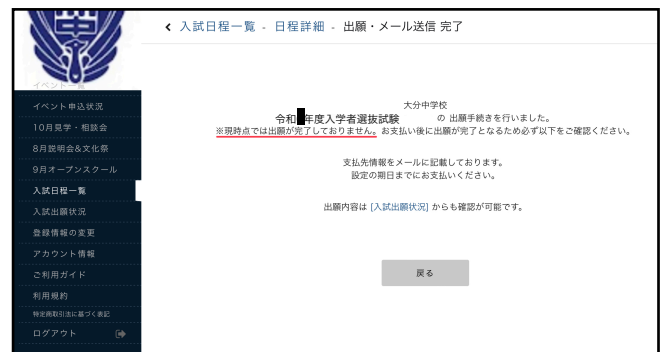 < 入試日程一覧 - 日程詳細 - 出願・メール送信 完了
イベント一覧
イベント申込状況
10月見学・相談会
8月説明会&文化祭
9月オープンスクール
入試日程一覧
入試出願状況
登録情報の変更
アカウント情報
ご利用ガイド
利用規約
特定商取引法に基づく表記
ログアウト
大分中学校
令和 年度入学者選抜試験 の 出願手続きを行いました。
※現時点では出願が完了しておりません。お支払い後に出願が完了となるため必ず以下をご確認ください。
支払先情報をメールに記載しております。
設定の期日までにお支払いください。
出願内容は [入試出願状況] からも確認が可能です。
戻る